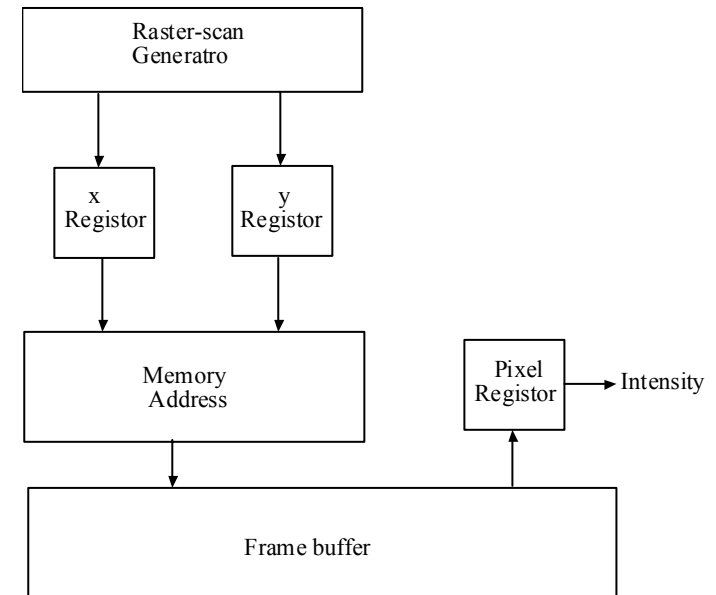 Raster-scan
Generatro
x
Registor
y
Registor
Memory
Address
Pixel
Registor
Intensity
Frame buffer